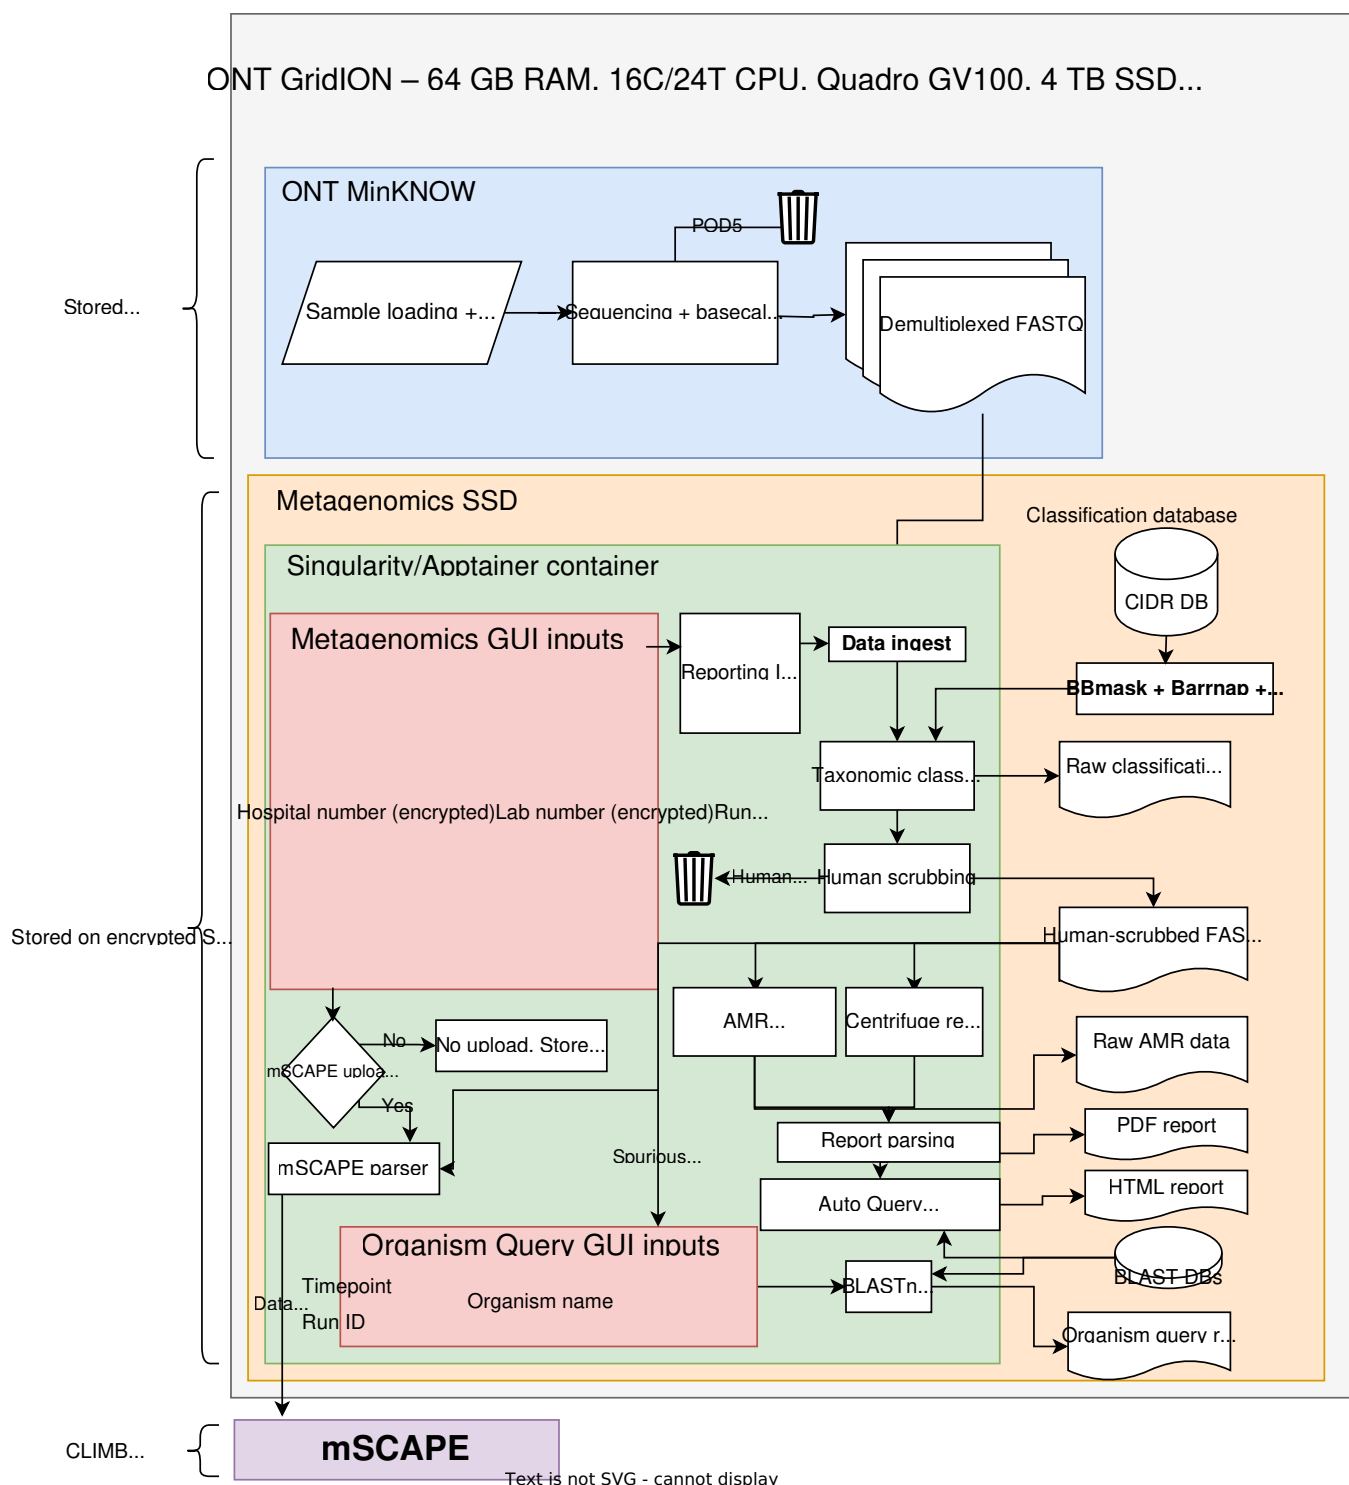 ONT GridION – 64 GB RAM. 16C/24T CPU. Quadro GV100. 4 TB SSD...
ONT MinKNOW
POD5
Stored...
Sample loading +...
Sequencing + basecal...
Demultiplexed FASTQ
Metagenomics SSD
Classification database
Singularity/Apptainer container
CIDR DB
Metagenomics GUI inputs
Reporting I...
Data ingest
BBmask + Barrnap +...
Taxonomic class...
Raw classificati...
Hospital number (encrypted)Lab number (encrypted)Run...
Human...
Human scrubbing
Stored on encrypted S...
Human-scrubbed FAS...
AMR...
Centrifuge re...
No
No upload. Store...
Raw AMR data
mSCAPE uploa...
Yes
PDF report
Report parsing
Spurious...
mSCAPE parser
HTML report
Auto Query...
Organism Query GUI inputs
BLAST DBs
Timepoint
BLASTn...
Organism name
Data...
Run ID
Organism query r...
CLIMB...
mSCAPE
Text is not SVG - cannot display